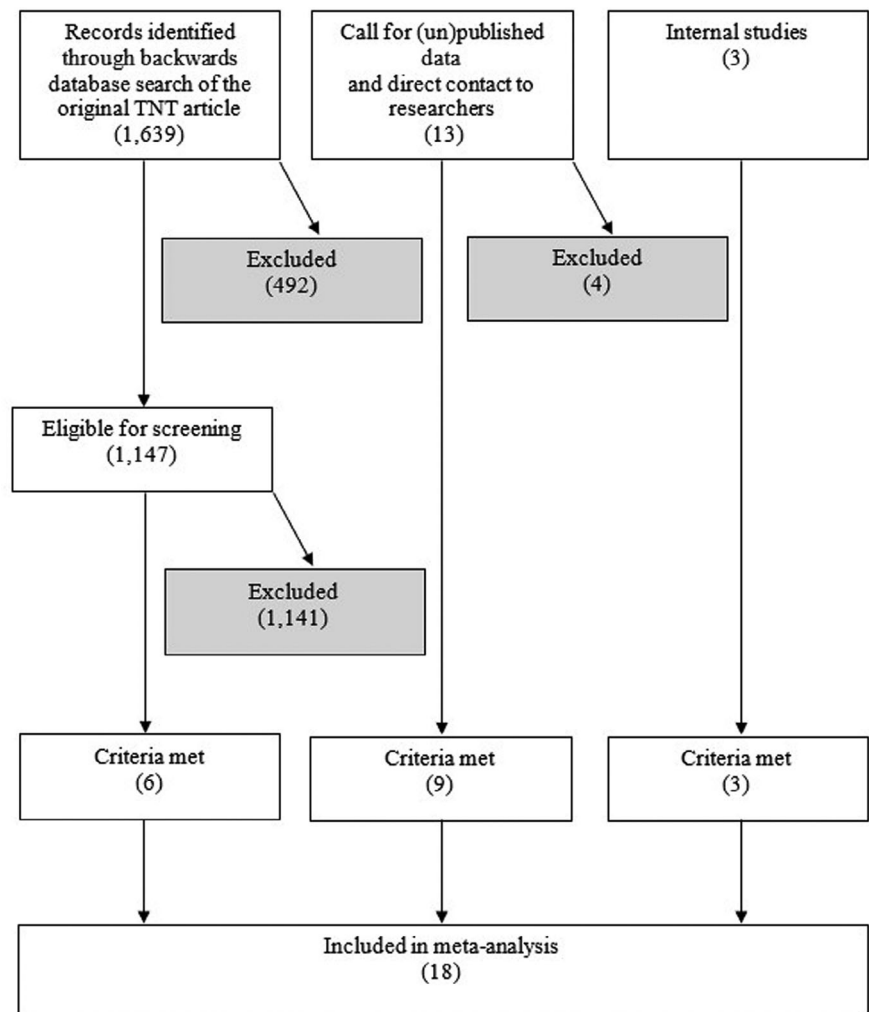 Records identified
through backwards
database search of the
original TNT article
(1,639)
Call for (un)published
data
and direct contact to
researchers
(13)
Internal studies
(3)
Excluded
(492)
Excluded
(4)
Eligible for screening
(1,147)
Excluded
(1,141)
Criteria met
(6)
Criteria met
(9)
Criteria met
(3)
Included in meta-analysis
(18)